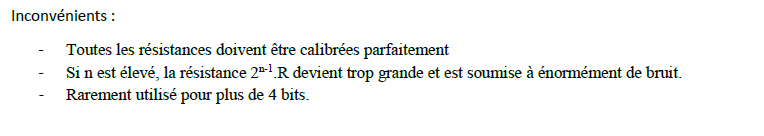 Inconvénients :
- Toutes les résistances doivent être calibrées parfaitement
- Si n est élevé, la résistance 2ⁿ⁻¹.R devient trop grande et est soumise à énormément de bruit.
- Rarement utilisé pour plus de 4 bits.